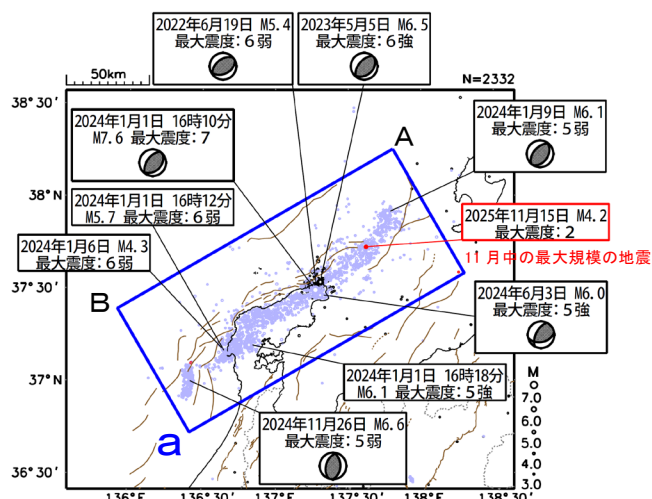 2022年6月19日 M5.4
最大震度:6弱
2023年5月5日 M6.5
最大震度:6強
50km
N=2332
38°30'
2024年1月1日 16時10分
M7.6 最大震度:7
A
2024年1月9日 M6.1
最大震度:5弱
38°N
2024年1月1日 16時12分
M5.7 最大震度:6弱
2025年11月15日 M4.2
最大震度:2
11月中の最大規模の地震
2024年1月6日 M4.3
最大震度:6弱
37°30'
B
2024年6月3日 M6.0
最大震度:5強
2024年1月1日 16時18分
M6.1 最大震度:5強
37°N
M
7.0
6.0
5.0
4.0
3.0
a
2024年11月26日 M6.6
最大震度:5弱
36°30'
136°E
136°30'
137°E
137°30'
138°E
138°30'